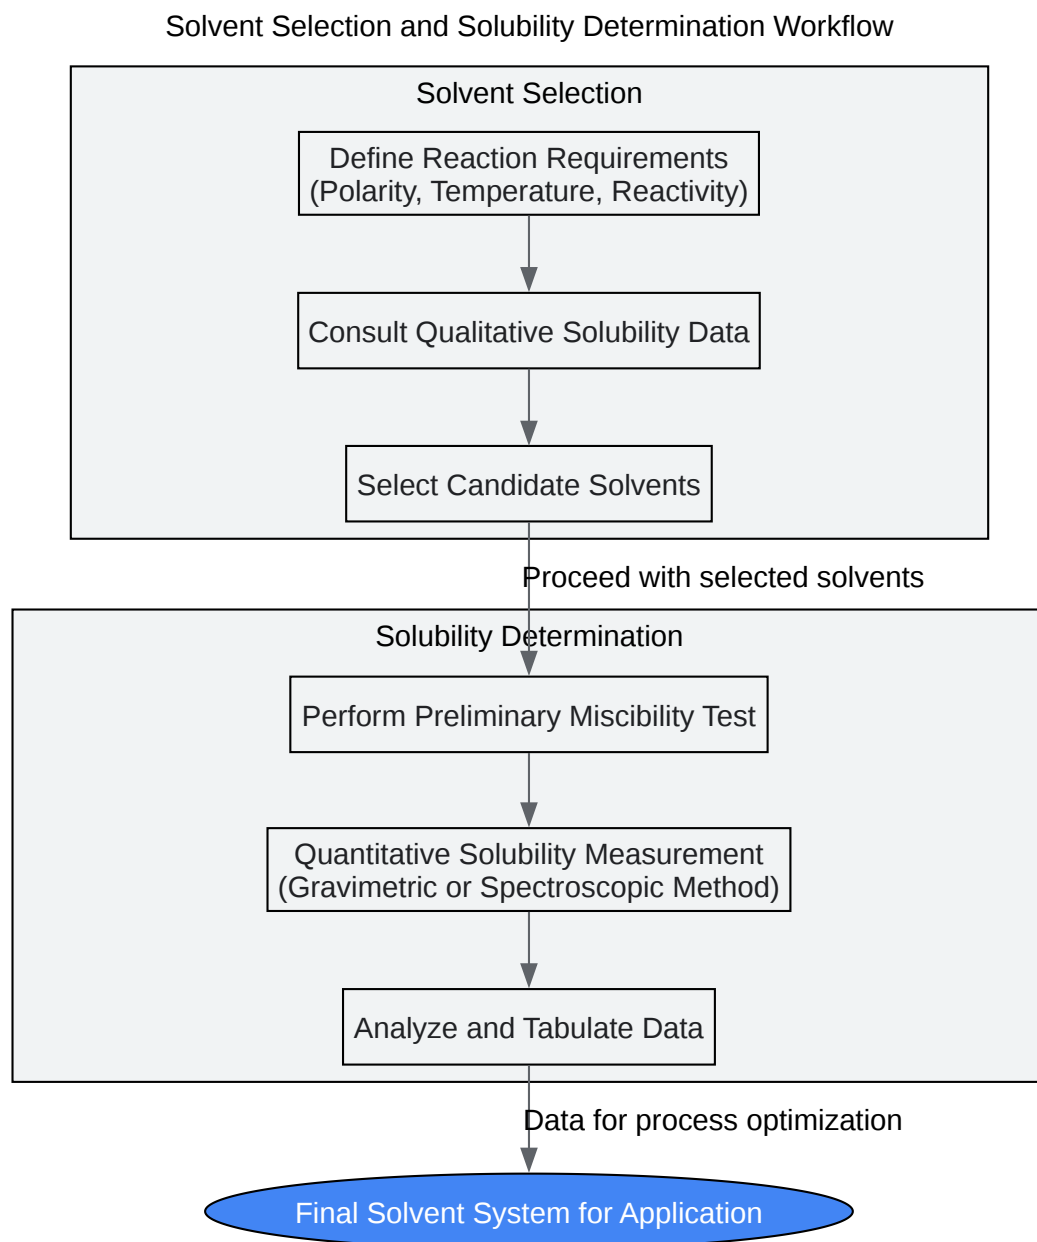 Solvent Selection and Solubility Determination Workflow
Solvent Selection
Define Reaction Requirements
(Polarity, Temperature, Reactivity)
Consult Qualitative Solubility Data
Select Candidate Solvents
Proceed with selected solvents
Solubility Determination
Perform Preliminary Miscibility Test
Quantitative Solubility Measurement
(Gravimetric or Spectroscopic Method)
Analyze and Tabulate Data
Data for process optimization
Final Solvent System for Application